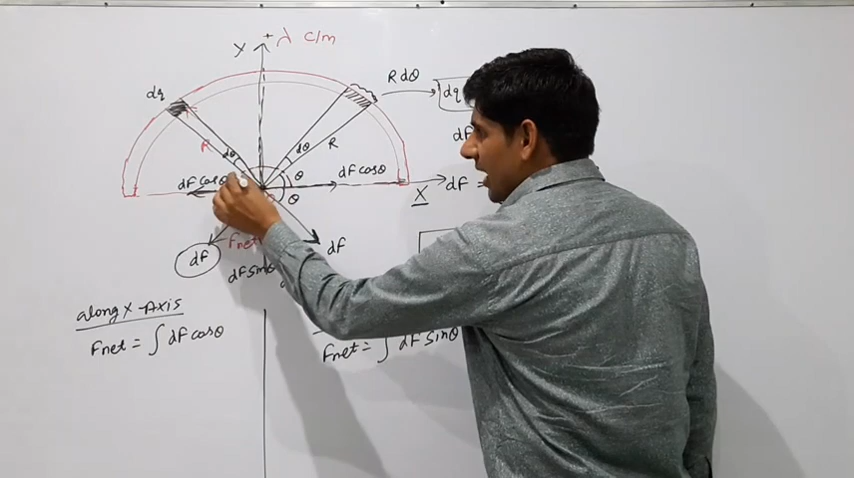 + λ C/m
Y
R dθ
dq
dq
dF
R
dθ
dθ
R
θ
dF cosθ
dF cosθ
X
dF
θ
Fnet
dF
dF
dF sinθ
along X-Axis
Fnet = ∫ dF cosθ
Fnet = ∫ dF sinθ